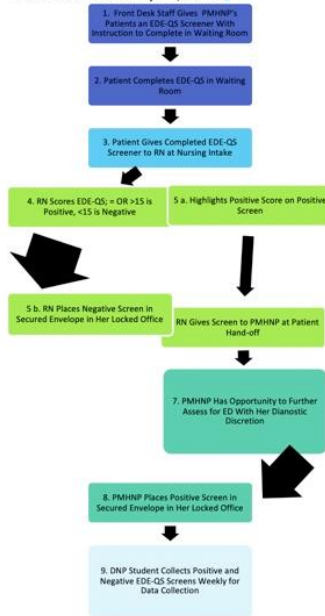 1. Front Desk Staff Gives PMHNP's
Patients an EDE-QS Screener With
Instruction to Complete in Waiting Room
2. Patient Completes EDE-QS in Waiting
Room
3. Patient Gives Completed EDE-QS
Screener to RN at Nursing Intake
4. RN Scores EDE-QS; = OR >15 is
Positive, <15 is Negative
5 a. Highlights Positive Score on Positive
Screen
5 b. RN Places Negative Screen in
Secured Envelope in Her Locked Office
RN Gives Screen to PMHNP at Patient
Hand-off
7. PMHNP Has Opportunity to Further
Assess for ED With Her Dianostic
Discretion
8. PMHNP Places Positive Screen in
Secured Envelope in Her Locked Office
9. DNP Student Collects Positive and
Negative EDE-QS Screens Weekly for
Data Collection